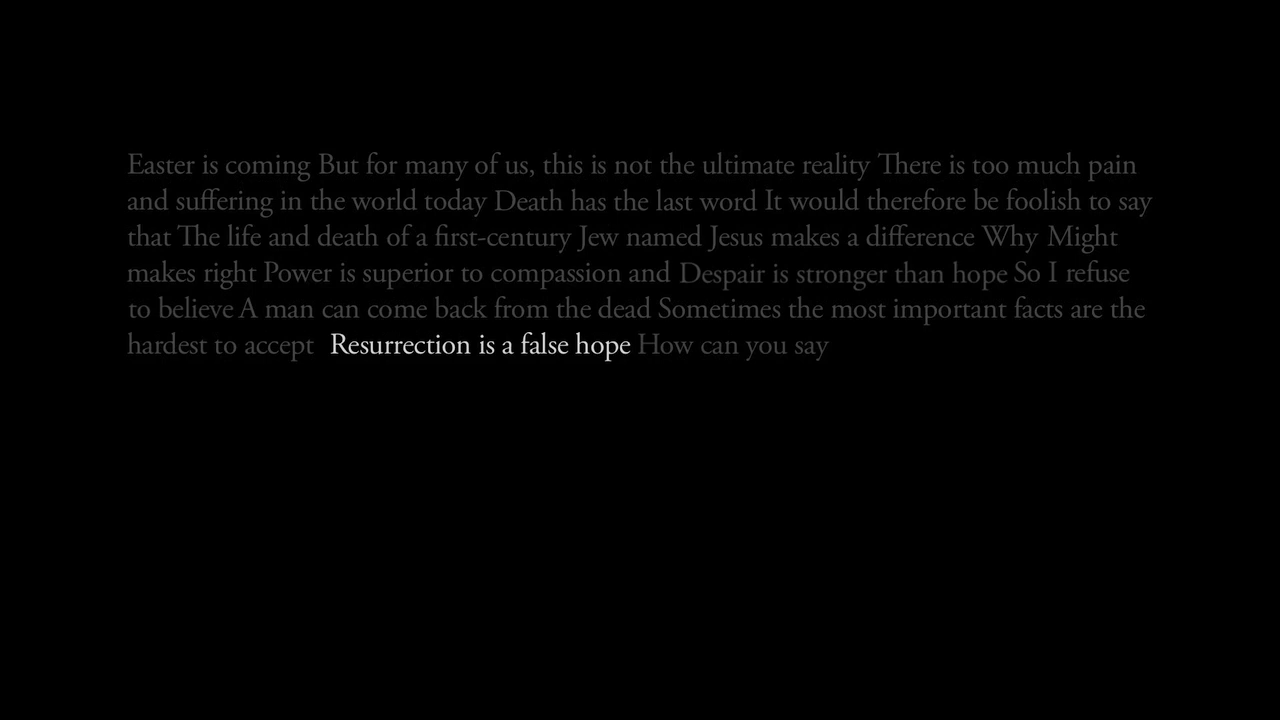 Easter is coming But for many of us, this is not the ultimate reality There is too much pain
and suffering in the world today Death has the last word It would therefore be foolish to say
that The life and death of a first-century Jew named Jesus makes a difference Why Might
makes right Power is superior to compassion and Despair is stronger than hope So I refuse
to believe A man can come back from the dead Sometimes the most important facts are the
hardest to accept Resurrection is a false hope How can you say